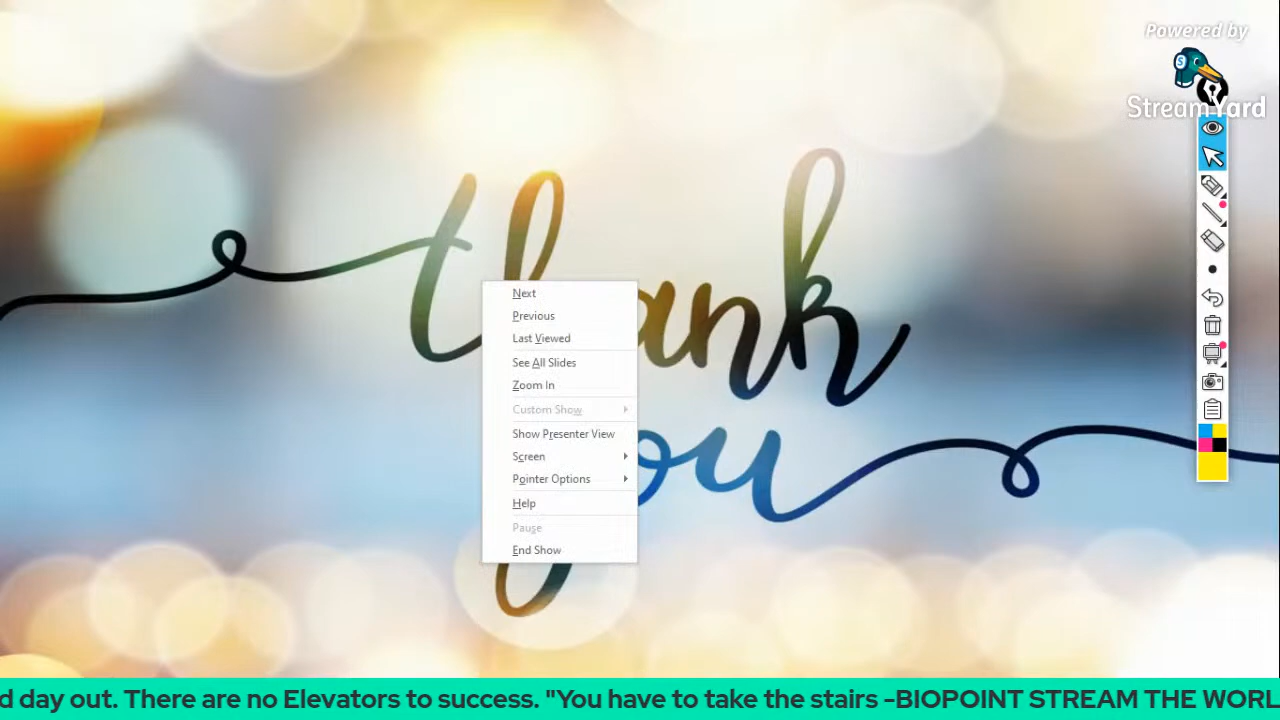 Powered by
StreamYard
thank
you
Next
Previous
Last Viewed
See All Slides
Zoom In
Custom Show
Show Presenter View
Screen
Pointer Options
Help
Pause
End Show
d day out. There are no Elevators to success. "You have to take the stairs -BIOPOINT STREAM THE WORL